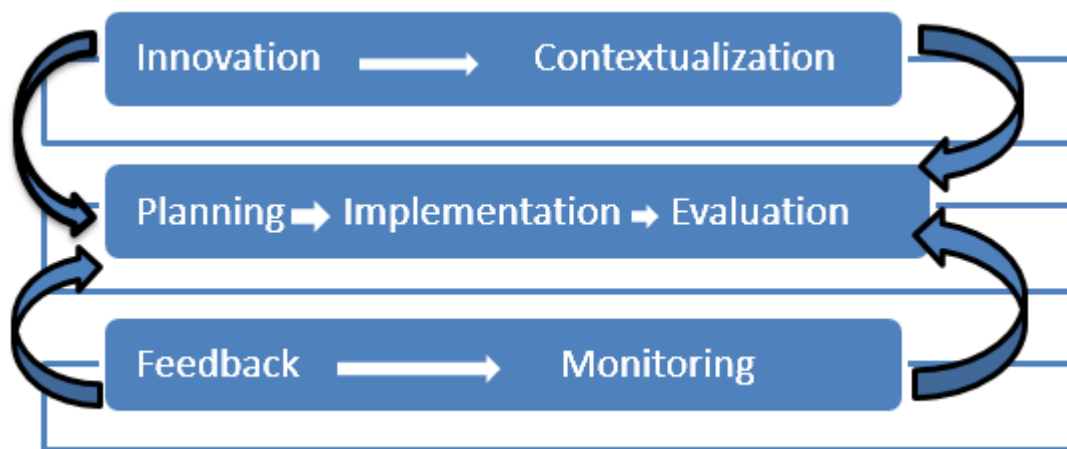 Innovation Contextualization
Planning Implementation Evaluation
Feedback Monitoring